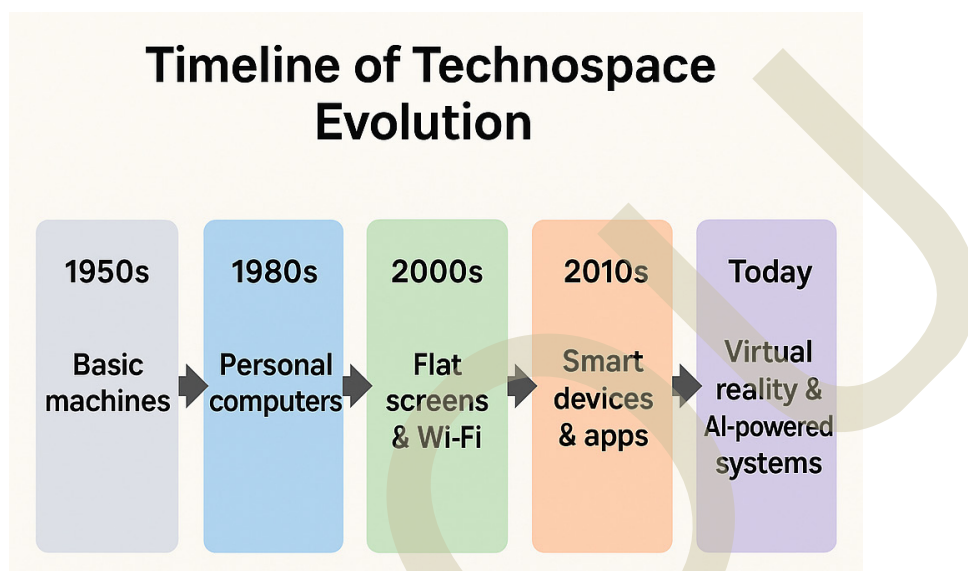 Timeline of Technospace
Evolution
1950s
Basic
machines
1980s
Personal
computers
2000s
Flat
screens
& Wi-Fi
2010s
Smart
devices
& apps
Today
Virtual
reality &
AI-powered
systems